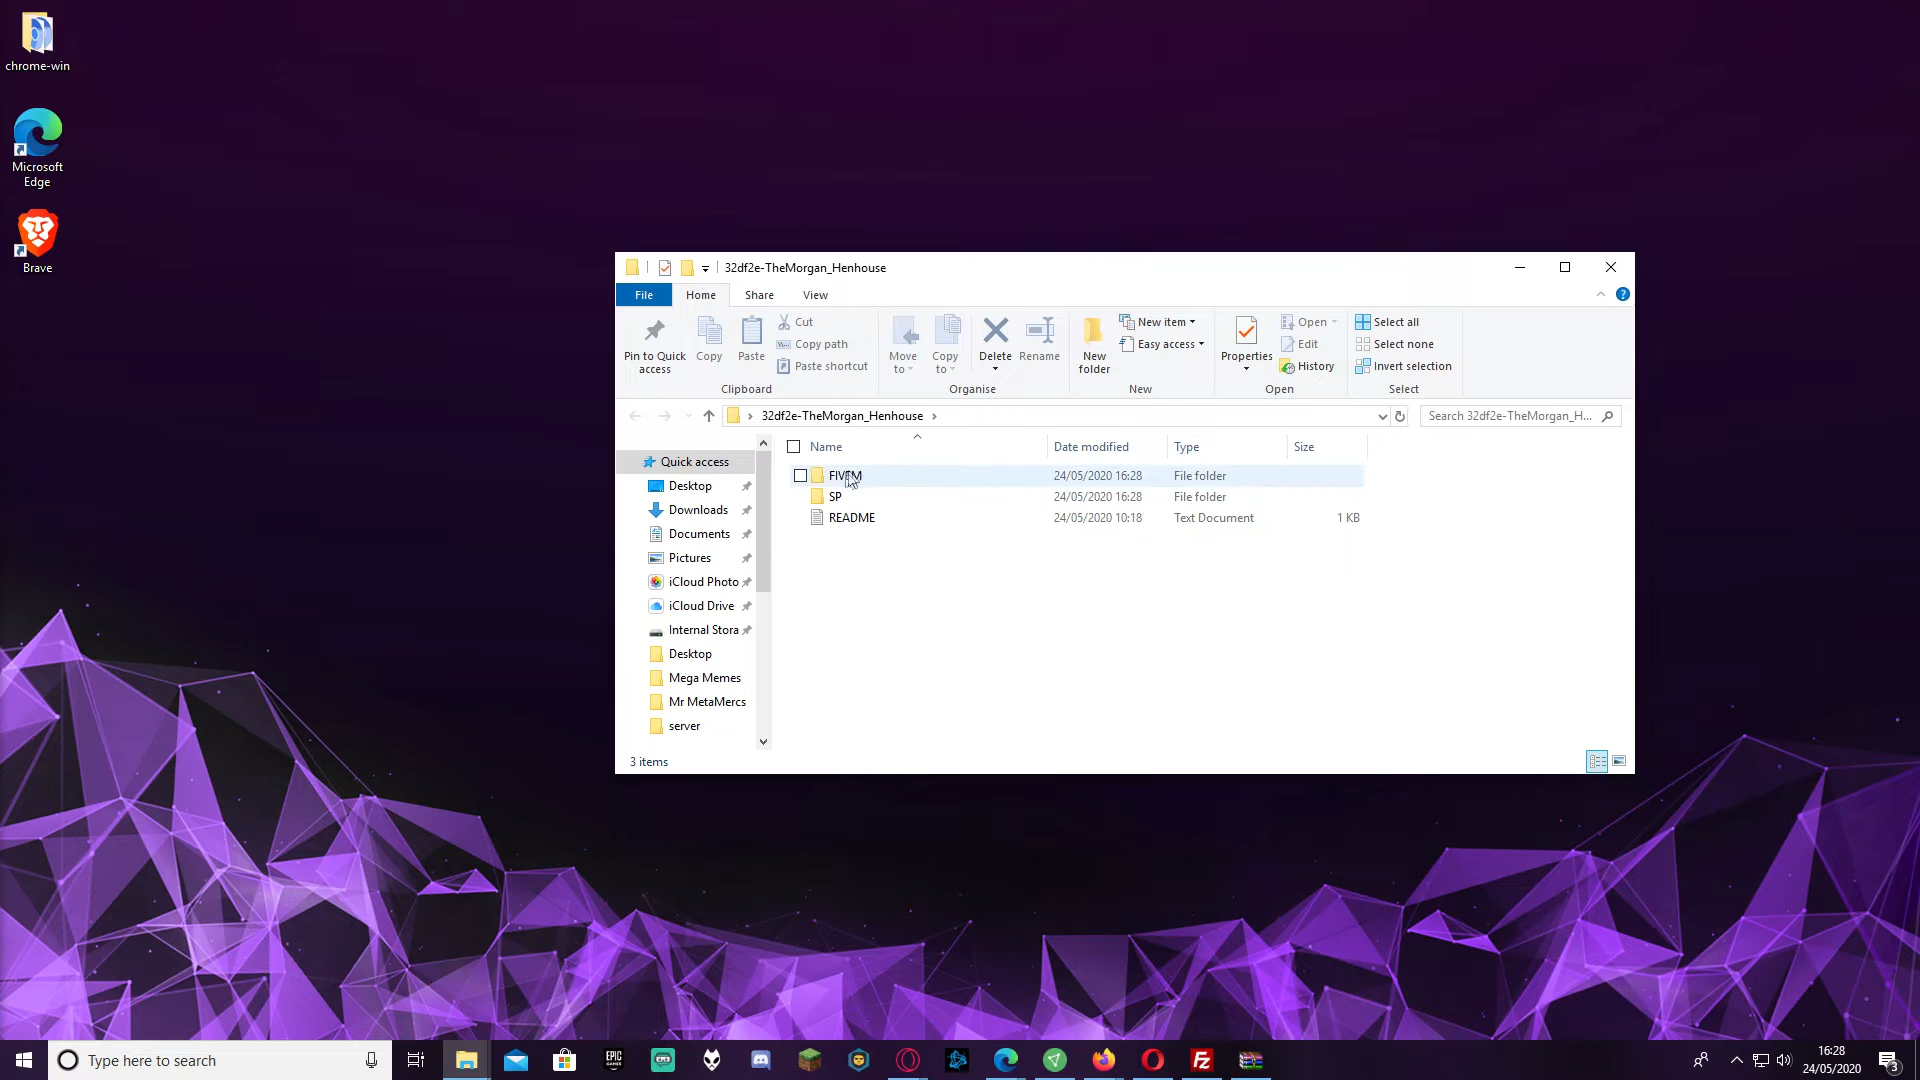 chrome-win
Microsoft
Edge
Brave
32df2e-TheMorgan_Henhouse
File
Home
Share
View
Pin to Quick
access
Copy
Paste
Cut
Copy path
Paste shortcut
Clipboard
Move
to
Copy
to
Delete
Rename
Organise
New
folder
New item
Easy access
New
Properties
Open
Edit
History
Open
Select all
Select none
Invert selection
Select
32df2e-TheMorgan_Henhouse
Search 32df2e-TheMorgan_H...
Name
Date modified
Type
Size
FIVEM
24/05/2020 16:28
File folder
SP
24/05/2020 16:28
File folder
README
24/05/2020 10:18
Text Document
1 KB
Quick access
Desktop
Downloads
Documents
Pictures
iCloud Photo
iCloud Drive
Internal Stora
Desktop
Mega Memes
Mr MetaMercs
server
3 items
Type here to search
EPIC
GAMES
FZ
16:28
24/05/2020
3